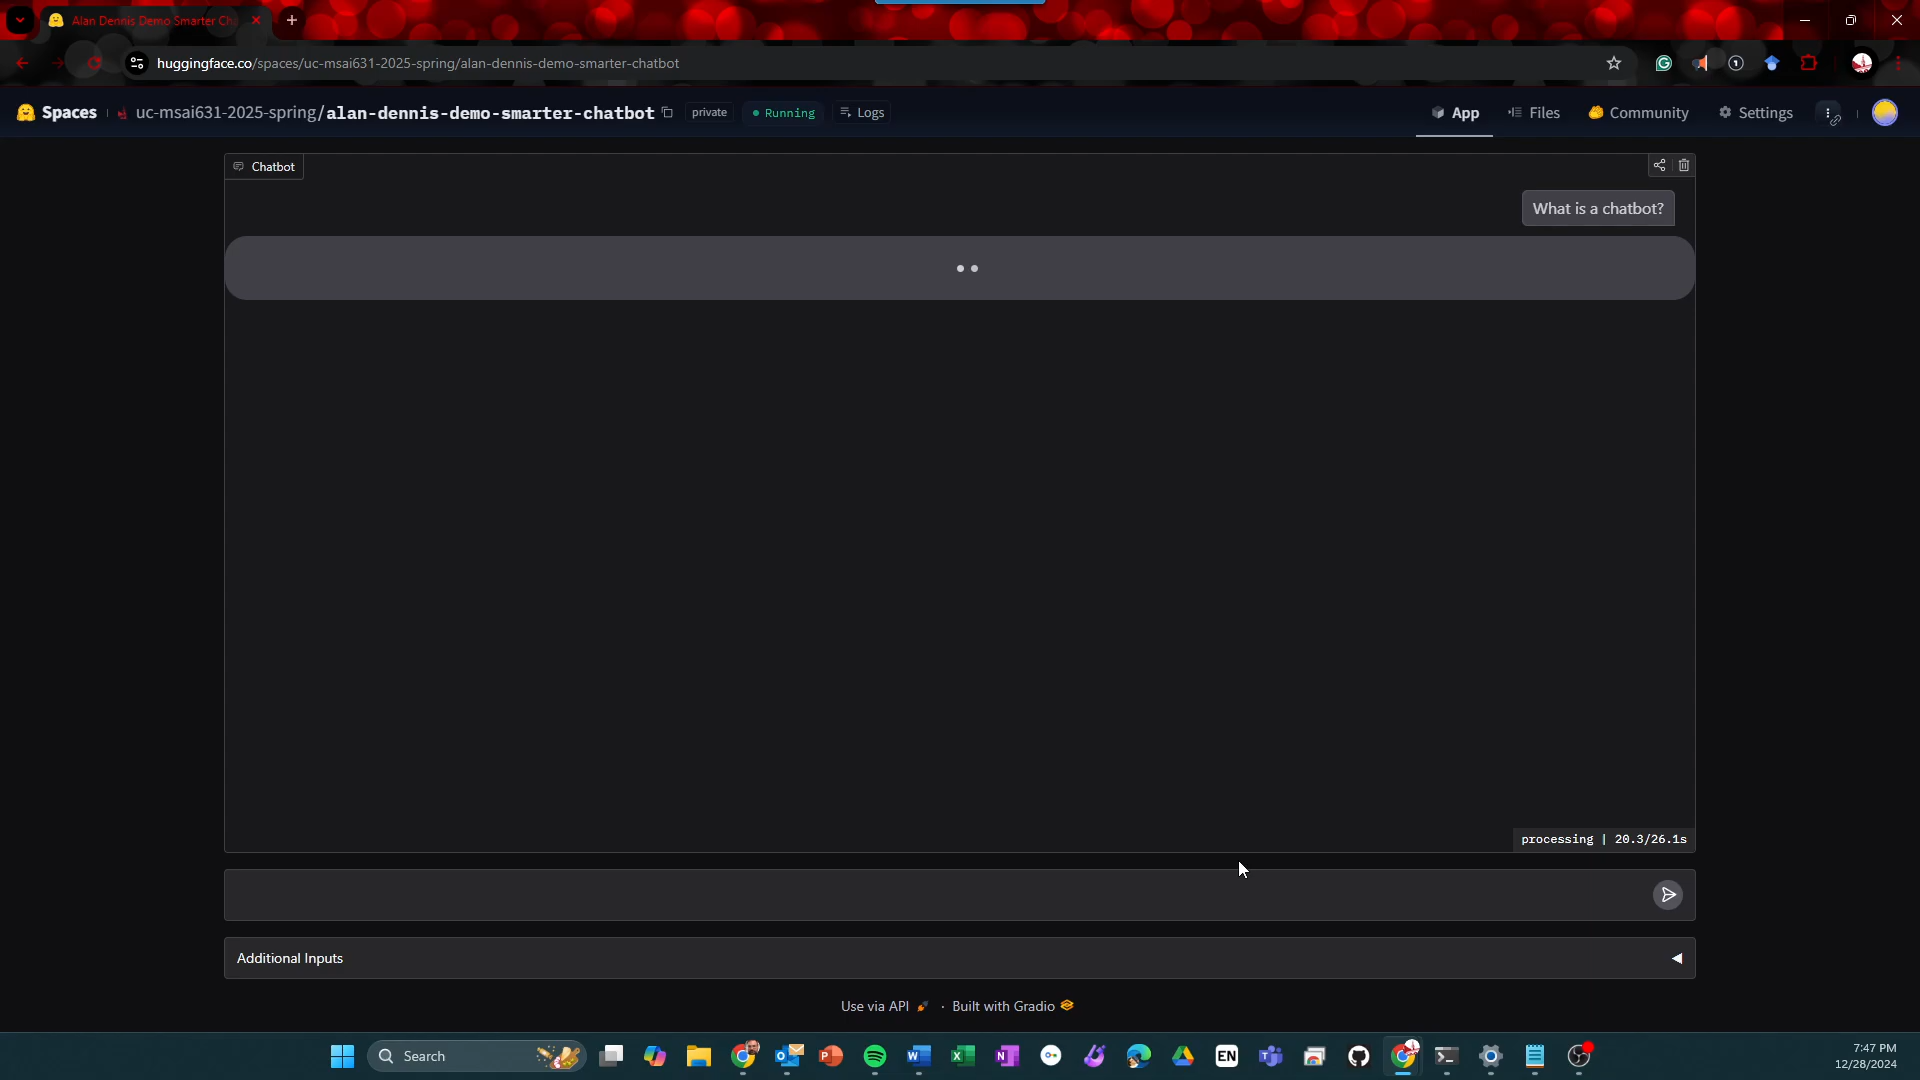 Alan Dennis Demo Smarter Ch
huggingface.co/spaces/uc-msai631-2025-spring/alan-dennis-demo-smarter-chatbot
Spaces uc-msai631-2025-spring/alan-dennis-demo-smarter-chatbot private Running Logs App Files Community Settings
Chatbot
What is a chatbot?
processing | 20.3/26.1s
Additional Inputs
Use via API · Built with Gradio
Search
EN
7:47 PM
12/28/2024